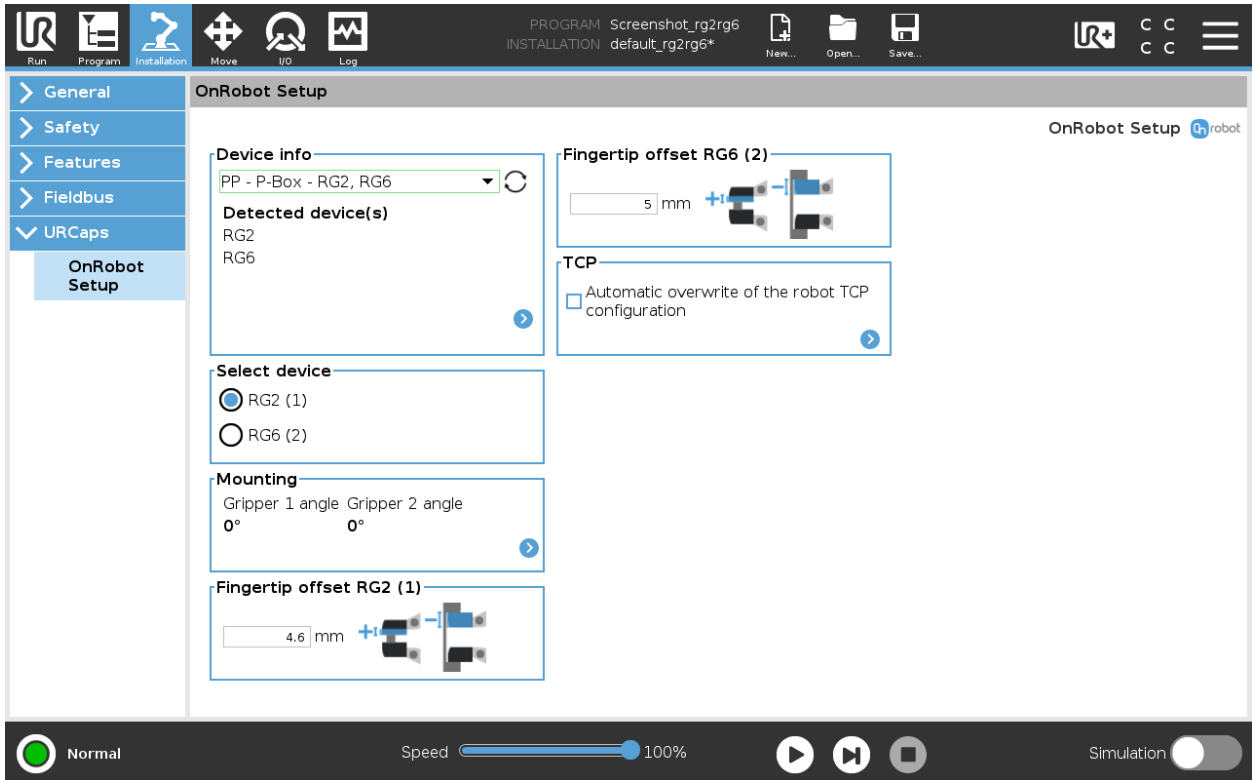 PROGRAM Screenshot_rg2rg6
INSTALLATION default_rg2rg6*
Run Program Installation Move I/O Log New... Open... Save...
UR+
C C
C C
General
Safety
Features
Fieldbus
URCaps
OnRobot
Setup
OnRobot Setup
OnRobot Setup OnRobot
Device info
PP - P-Box - RG2, RG6
Detected device(s)
RG2
RG6
Select device
RG2 (1)
RG6 (2)
Mounting
Gripper 1 angle Gripper 2 angle
0° 0°
Fingertip offset RG2 (1)
4.6 mm
Fingertip offset RG6 (2)
5 mm
TCP
Automatic overwrite of the robot TCP
configuration
Normal
Speed 100%
Simulation